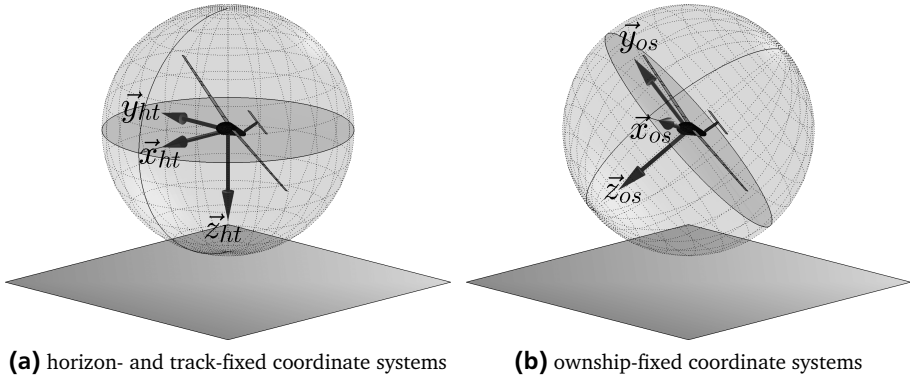 y⃗ht
x⃗ht
z⃗ht
y⃗os
x⃗os
z⃗os
(a) horizon- and track-fixed coordinate systems
(b) ownship-fixed coordinate systems